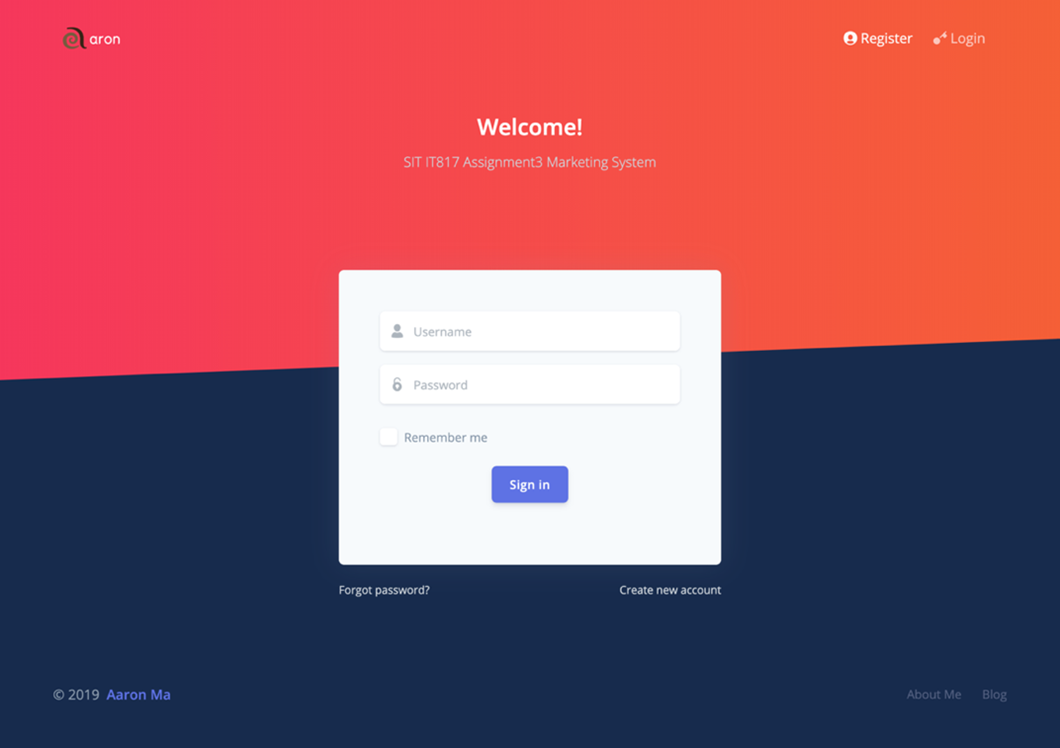 aron
Register Login
Welcome!
SIT IT817 Assignment3 Marketing System
Username
Password
Remember me
Sign in
Forgot password? Create new account
© 2019 Aaron Ma About Me Blog